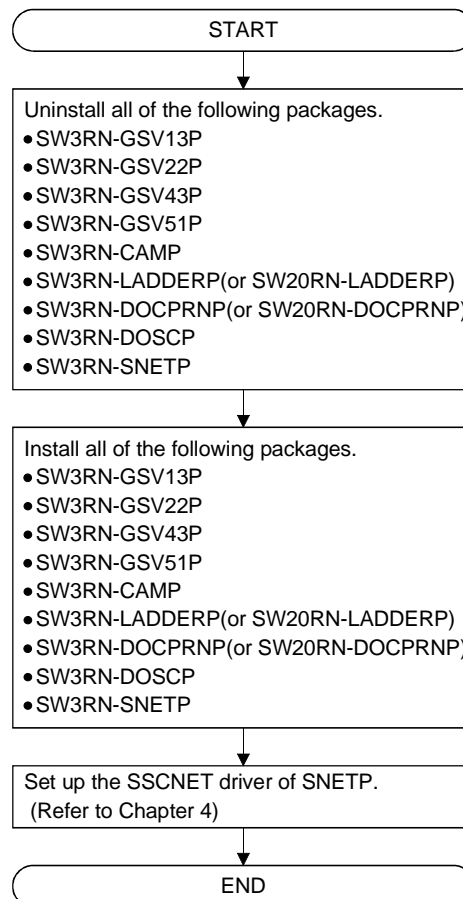 START
Uninstall all of the following packages.
●SW3RN-GSV13P
●SW3RN-GSV22P
●SW3RN-GSV43P
●SW3RN-GSV51P
●SW3RN-CAMP
●SW3RN-LADDERP(or SW20RN-LADDERP)
●SW3RN-DOCPRNP(or SW20RN-DOCPRNP)
●SW3RN-DOSCP
●SW3RN-SNETP
Install all of the following packages.
●SW3RN-GSV13P
●SW3RN-GSV22P
●SW3RN-GSV43P
●SW3RN-GSV51P
●SW3RN-CAMP
●SW3RN-LADDERP(or SW20RN-LADDERP)
●SW3RN-DOCPRNP(or SW20RN-DOCPRNP)
●SW3RN-DOSCP
●SW3RN-SNETP
Set up the SSCNET driver of SNETP.
(Refer to Chapter 4)
END